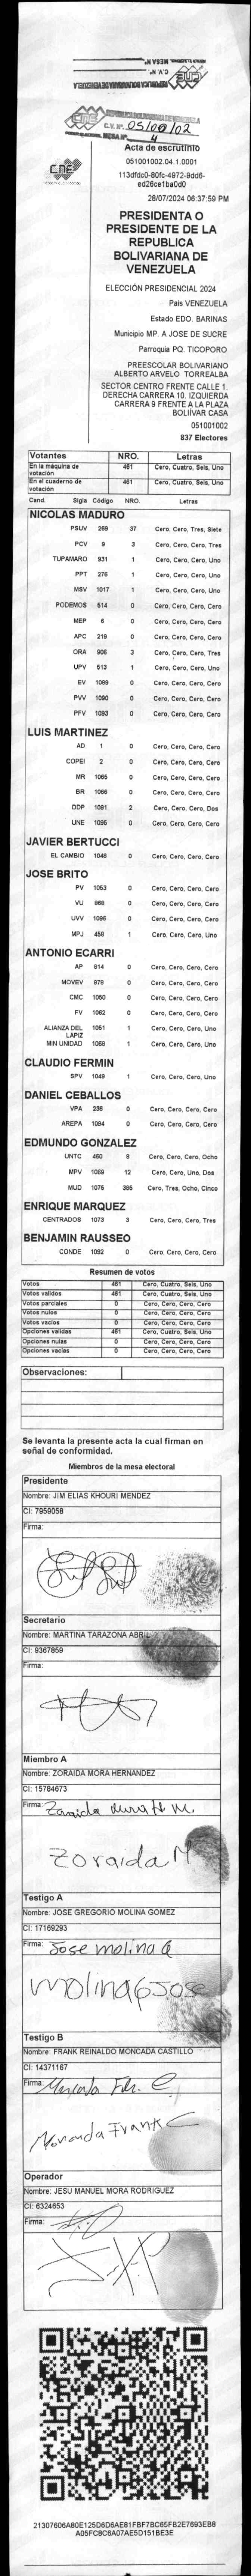 C.V. Nº. 05/00/02
MESA Nº. 4
Acta de escrutinio
CNE
051001002.04.1.0001
113dfdc0-80fc-4972-9dd6-
ed26ce1ba0d0
28/07/2024 06:37:59 PM
PRESIDENTA O
PRESIDENTE DE LA
REPUBLICA
BOLIVARIANA DE
VENEZUELA
ELECCIÓN PRESIDENCIAL 2024
País VENEZUELA
Estado EDO. BARINAS
Municipio MP. A JOSE DE SUCRE
Parroquia PQ. TICOPORO
PREESCOLAR BOLIVARIANO
ALBERTO ARVELO TORREALBA
SECTOR CENTRO FRENTE CALLE 1.
DERECHA CARRERA 10. IZQUIERDA
CARRERA 9 FRENTE A LA PLAZA
BOLIÍVAR CASA
051001002
837 Electores
Votantes NRO. Letras
En la máquina de votación 461 Cero, Cuatro, Seis, Uno
En el cuaderno de votación 461 Cero, Cuatro, Seis, Uno
Cand. Sigla Código NRO. Letras
NICOLAS MADURO
PSUV 269 37 Cero, Cero, Tres, Siete
PCV 9 3 Cero, Cero, Cero, Tres
TUPAMARO 931 1 Cero, Cero, Cero, Uno
PPT 276 1 Cero, Cero, Cero, Uno
MSV 1017 1 Cero, Cero, Cero, Uno
PODEMOS 514 0 Cero, Cero, Cero, Cero
MEP 6 0 Cero, Cero, Cero, Cero
APC 219 0 Cero, Cero, Cero, Cero
ORA 906 3 Cero, Cero, Cero, Tres
UPV 513 1 Cero, Cero, Cero, Uno
EV 1089 0 Cero, Cero, Cero, Cero
PVV 1090 0 Cero, Cero, Cero, Cero
PFV 1093 0 Cero, Cero, Cero, Cero
LUIS MARTINEZ
AD 1 0 Cero, Cero, Cero, Cero
COPEI 2 0 Cero, Cero, Cero, Cero
MR 1065 0 Cero, Cero, Cero, Cero
BR 1066 0 Cero, Cero, Cero, Cero
DDP 1091 2 Cero, Cero, Cero, Dos
UNE 1095 0 Cero, Cero, Cero, Cero
JAVIER BERTUCCI
EL CAMBIO 1048 0 Cero, Cero, Cero, Cero
JOSE BRITO
PV 1053 0 Cero, Cero, Cero, Cero
VU 868 0 Cero, Cero, Cero, Cero
UVV 1096 0 Cero, Cero, Cero, Cero
MPJ 458 1 Cero, Cero, Cero, Uno
ANTONIO ECARRI
AP 814 0 Cero, Cero, Cero, Cero
MOVEV 878 0 Cero, Cero, Cero, Cero
CMC 1050 0 Cero, Cero, Cero, Cero
FV 1062 0 Cero, Cero, Cero, Cero
ALIANZA DEL LAPIZ 1051 1 Cero, Cero, Cero, Uno
MIN UNIDAD 1069 1 Cero, Cero, Cero, Uno
CLAUDIO FERMIN
SPV 1049 1 Cero, Cero, Cero, Uno
DANIEL CEBALLOS
VPA 236 0 Cero, Cero, Cero, Cero
AREPA 1094 0 Cero, Cero, Cero, Cero
EDMUNDO GONZALEZ
UNTC 460 8 Cero, Cero, Cero, Ocho
MPV 1069 12 Cero, Cero, Uno, Dos
MUD 1075 385 Cero, Tres, Ocho, Cinco
ENRIQUE MARQUEZ
CENTRADOS 1073 3 Cero, Cero, Cero, Tres
BENJAMIN RAUSSEO
CONDE 1092 0 Cero, Cero, Cero, Cero
Resumen de votos
Votos 461 Cero, Cuatro, Seis, Uno
Votos validos 461 Cero, Cuatro, Seis, Uno
Votos parciales 0 Cero, Cero, Cero, Cero
Votos nulos 0 Cero, Cero, Cero, Cero
Votos vacios 0 Cero, Cero, Cero, Cero
Opciones validas 461 Cero, Cuatro, Seis, Uno
Opciones nulas 0 Cero, Cero, Cero, Cero
Opciones vacias 0 Cero, Cero, Cero, Cero
Observaciones:
Se levanta la presente acta la cual firman en
señal de conformidad.
Miembros de la mesa electoral
Presidente
Nombre: JIM ELIAS KHOURI MENDEZ
CI: 7959058
Firma:
Secretario
Nombre: MARTINA TARAZONA ABRIL
CI: 9367859
Firma:
Miembro A
Nombre: ZORAIDA MORA HERNANDEZ
CI: 15784673
Firma: Zoraida Mora H M.
Zoraida M
Testigo A
Nombre: JOSE GREGORIO MOLINA GOMEZ
CI: 17169293
Firma: Jose molina G
molina G Jose
Testigo B
Nombre: FRANK REINALDO MONCADA CASTILLO
CI: 14371167
Firma: Moncada C
Moncada Frank C
Operador
Nombre: JESU MANUEL MORA RODRIGUEZ
CI: 6324653
Firma:
21307606A80E125D6D6AE81FBF7BC65FB2E7693EB8
A05FC8C6A07AE5D151BE3E